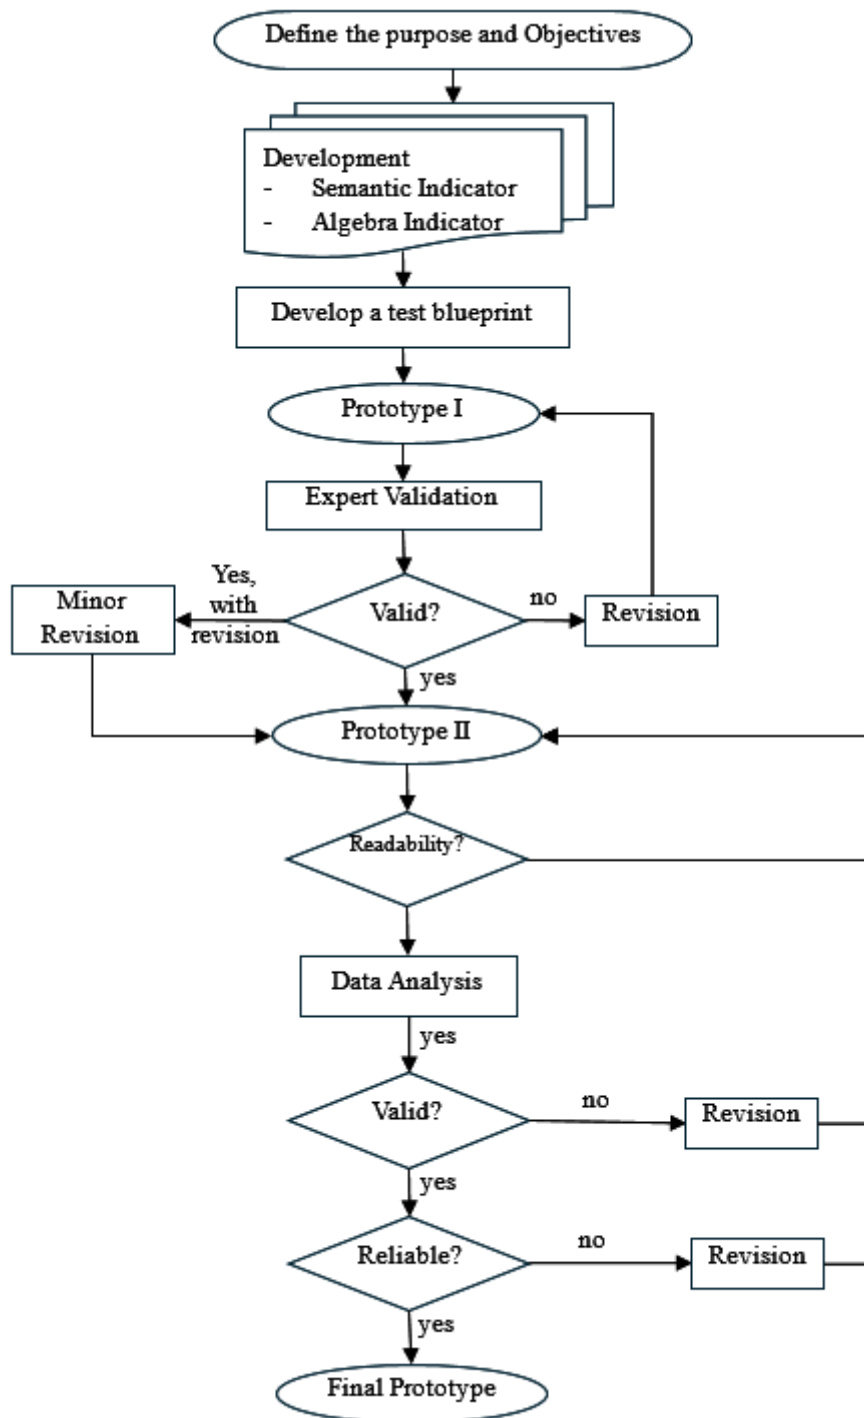 Define the purpose and Objectives
Development
- Semantic Indicator
- Algebra Indicator
Develop a test blueprint
Prototype I
Expert Validation
Yes,
with
revision
Minor
Revision
Valid?
no
Revision
yes
Prototype II
Readability?
Data Analysis
yes
Valid?
no
Revision
yes
Reliable?
no
Revision
yes
Final Prototype